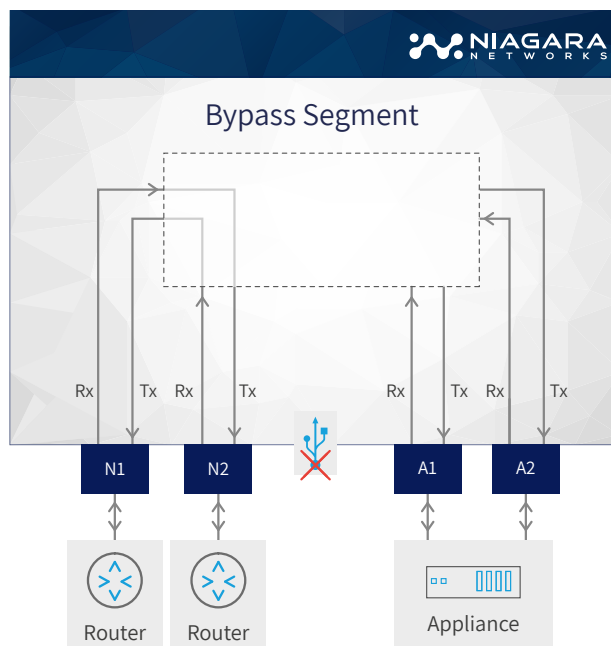 NIAGARA
NETWORKS
Bypass Segment
Rx Tx Rx Tx Rx Tx Rx Tx
N1 N2 A1 A2
Router Router Appliance